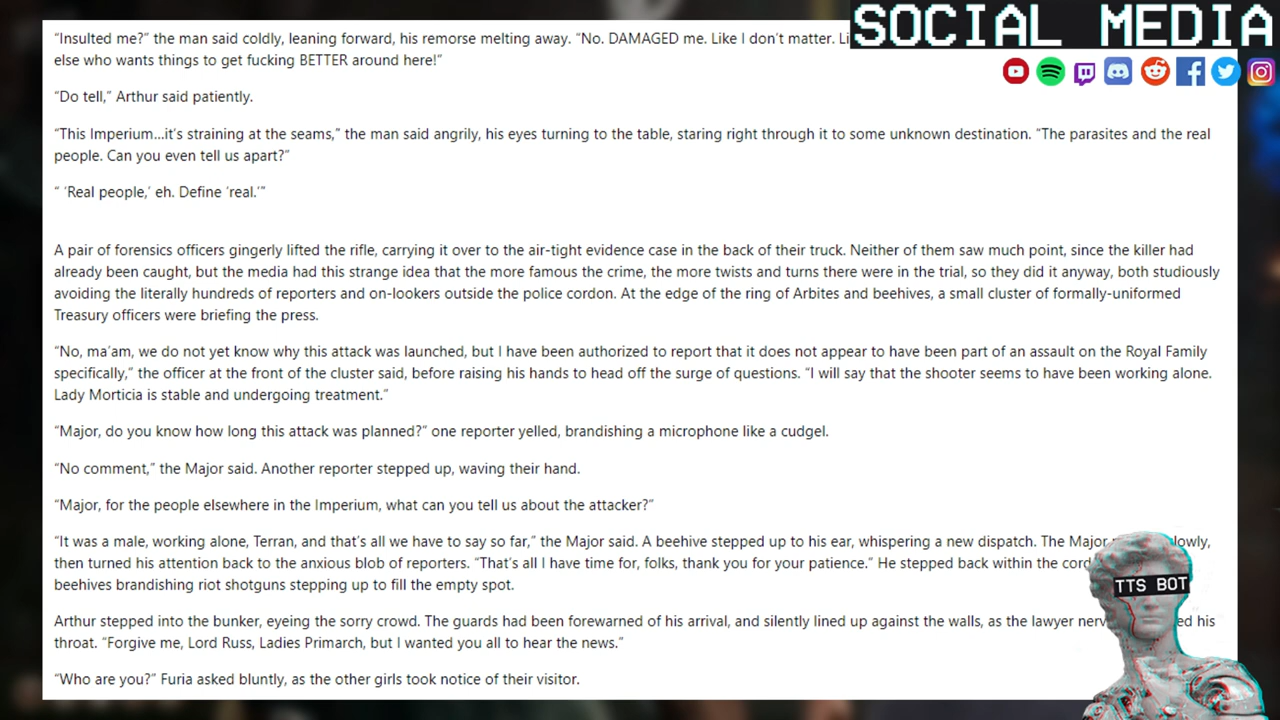 SOCIAL MEDIA
“Insulted me?” the man said coldly, leaning forward, his remorse melting away. “No. DAMAGED me. Like I don’t matter.
else who wants things to get fucking BETTER around here!”
“Do tell,” Arthur said patiently.
“This Imperium...it’s straining at the seams,” the man said angrily, his eyes turning to the table, staring right through it to some unknown destination. “The parasites and the real
people. Can you even tell us apart?”
“ ‘Real people,’ eh. Define ‘real.’”
A pair of forensics officers gingerly lifted the rifle, carrying it over to the air-tight evidence case in the back of their truck. Neither of them saw much point, since the killer had
already been caught, but the media had this strange idea that the more famous the crime, the more twists and turns there were in the trial, so they did it anyway, both studiously
avoiding the literally hundreds of reporters and on-lookers outside the police cordon. At the edge of the ring of Arbites and beehives, a small cluster of formally-uniformed
Treasury officers were briefing the press.
“No, ma’am, we do not yet know why this attack was launched, but I have been authorized to report that it does not appear to have been part of an assault on the Royal Family
specifically,” the officer at the front of the cluster said, before raising his hands to head off the surge of questions. “I will say that the shooter seems to have been working alone.
Lady Morticia is stable and undergoing treatment.”
“Major, do you know how long this attack was planned?” one reporter yelled, brandishing a microphone like a cudgel.
“No comment,” the Major said. Another reporter stepped up, waving their hand.
“Major, for the people elsewhere in the Imperium, what can you tell us about the attacker?”
“It was a male, working alone, Terran, and that’s all we have to say so far,” the Major said. A beehive stepped up to his ear, whispering a new dispatch. The Major
then turned his attention back to the anxious blob of reporters. “That’s all I have time for, folks, thank you for your patience.” He stepped back within the
beehives brandishing riot shotguns stepping up to fill the empty spot.
Arthur stepped into the bunker, eyeing the sorry crowd. The guards had been forewarned of his arrival, and silently lined up against the walls, as the lawyer his
throat. “Forgive me, Lord Russ, Ladies Primarch, but I wanted you all to hear the news.”
“Who are you?” Furia asked bluntly, as the other girls took notice of their visitor.
TTS BOT